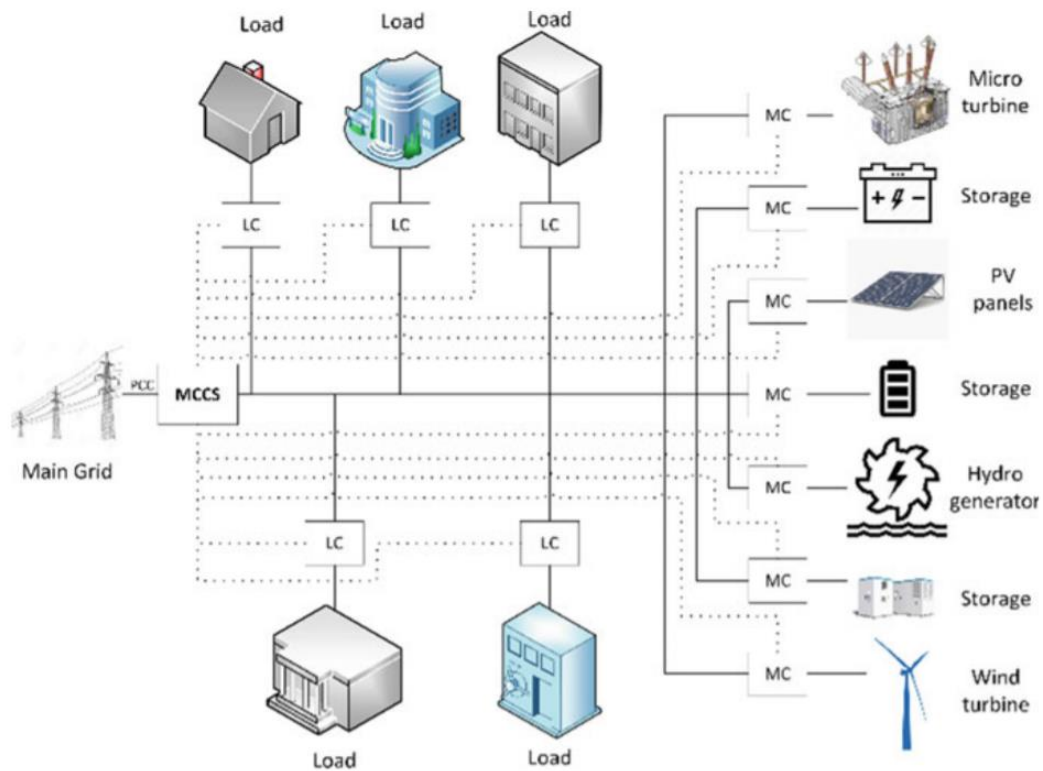 Load
Load
Load
Micro
turbine
MC
Storage
MC
LC
LC
LC
PV
panels
MC
Main Grid
PCC
MCCS
MC
Storage
MC
Hydro
generator
LC
LC
MC
Storage
MC
Wind
turbine
Load
Load